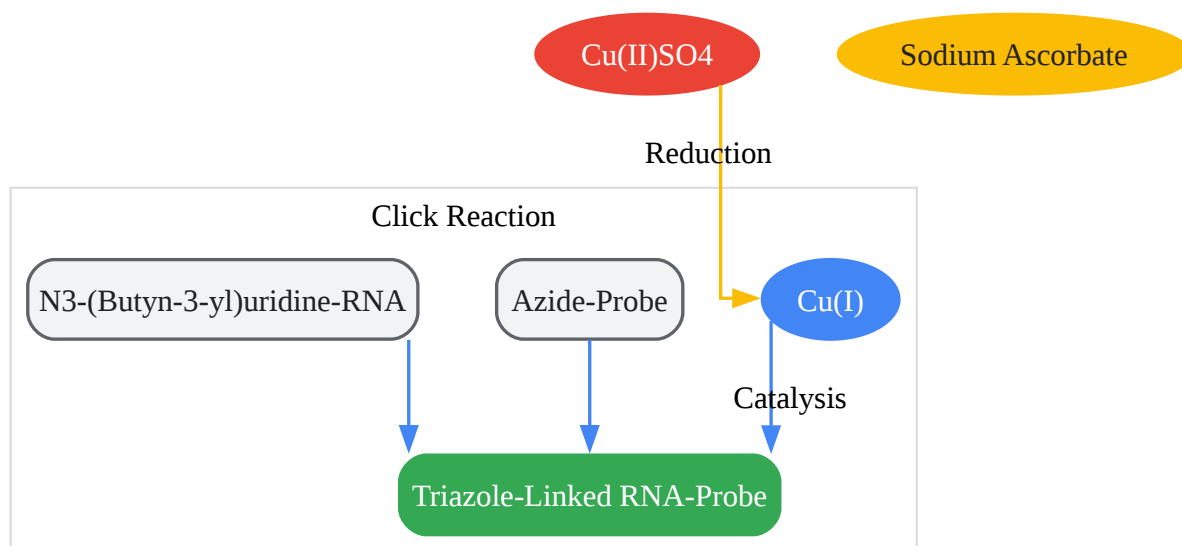 Cu(II)SO4
Sodium Ascorbate
Reduction
Click Reaction
N3-(Butyn-3-yl)uridine-RNA
Azide-Probe
Cu(I)
Catalysis
Triazole-Linked RNA-Probe